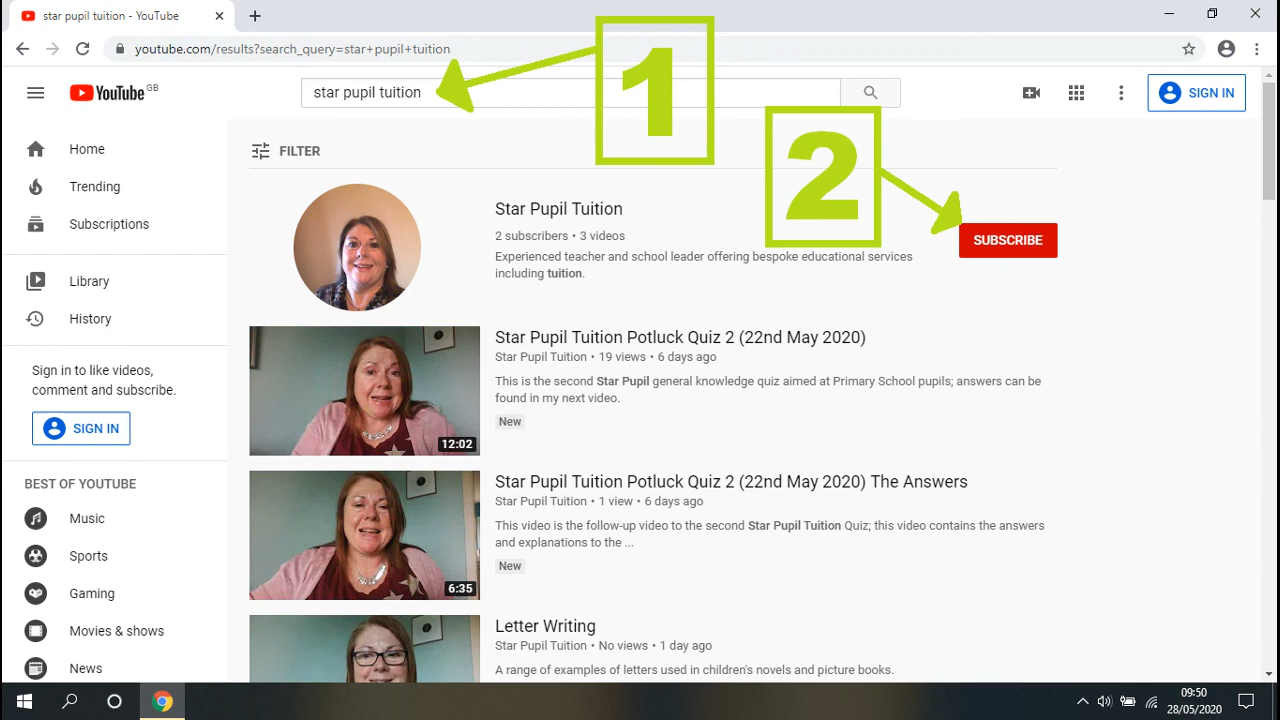 star pupil tuition - YouTube
youtube.com/results?search_query=star+pupil+tuition
YouTube GB
star pupil tuition
1
SIGN IN
Home
Trending
Subscriptions
Library
History
Sign in to like videos,
comment and subscribe.
SIGN IN
BEST OF YOUTUBE
Music
Sports
Gaming
Movies & shows
News
FILTER
2
Star Pupil Tuition
2 subscribers • 3 videos
Experienced teacher and school leader offering bespoke educational services
including tuition.
SUBSCRIBE
12:02
Star Pupil Tuition Potluck Quiz 2 (22nd May 2020)
Star Pupil Tuition • 19 views • 6 days ago
This is the second Star Pupil general knowledge quiz aimed at Primary School pupils; answers can be
found in my next video.
New
6:35
Star Pupil Tuition Potluck Quiz 2 (22nd May 2020) The Answers
Star Pupil Tuition • 1 view • 6 days ago
This video is the follow-up video to the second Star Pupil Tuition Quiz; this video contains the answers
and explanations to the ...
New
Letter Writing
Star Pupil Tuition • No views • 1 day ago
A range of examples of letters used in children's novels and picture books.
09:50
28/05/2020